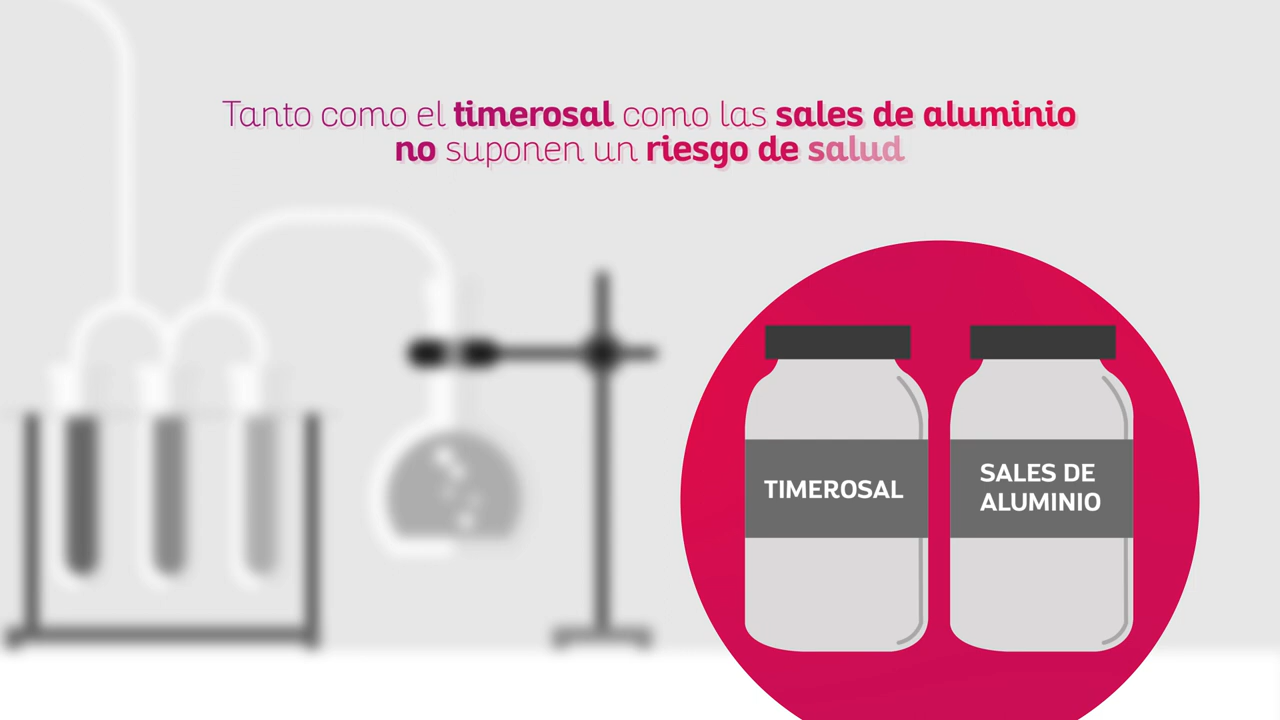 Tanto como el timerosal como las sales de aluminio
no suponen un riesgo de salud
TIMEROSAL
SALES DE
ALUMINIO